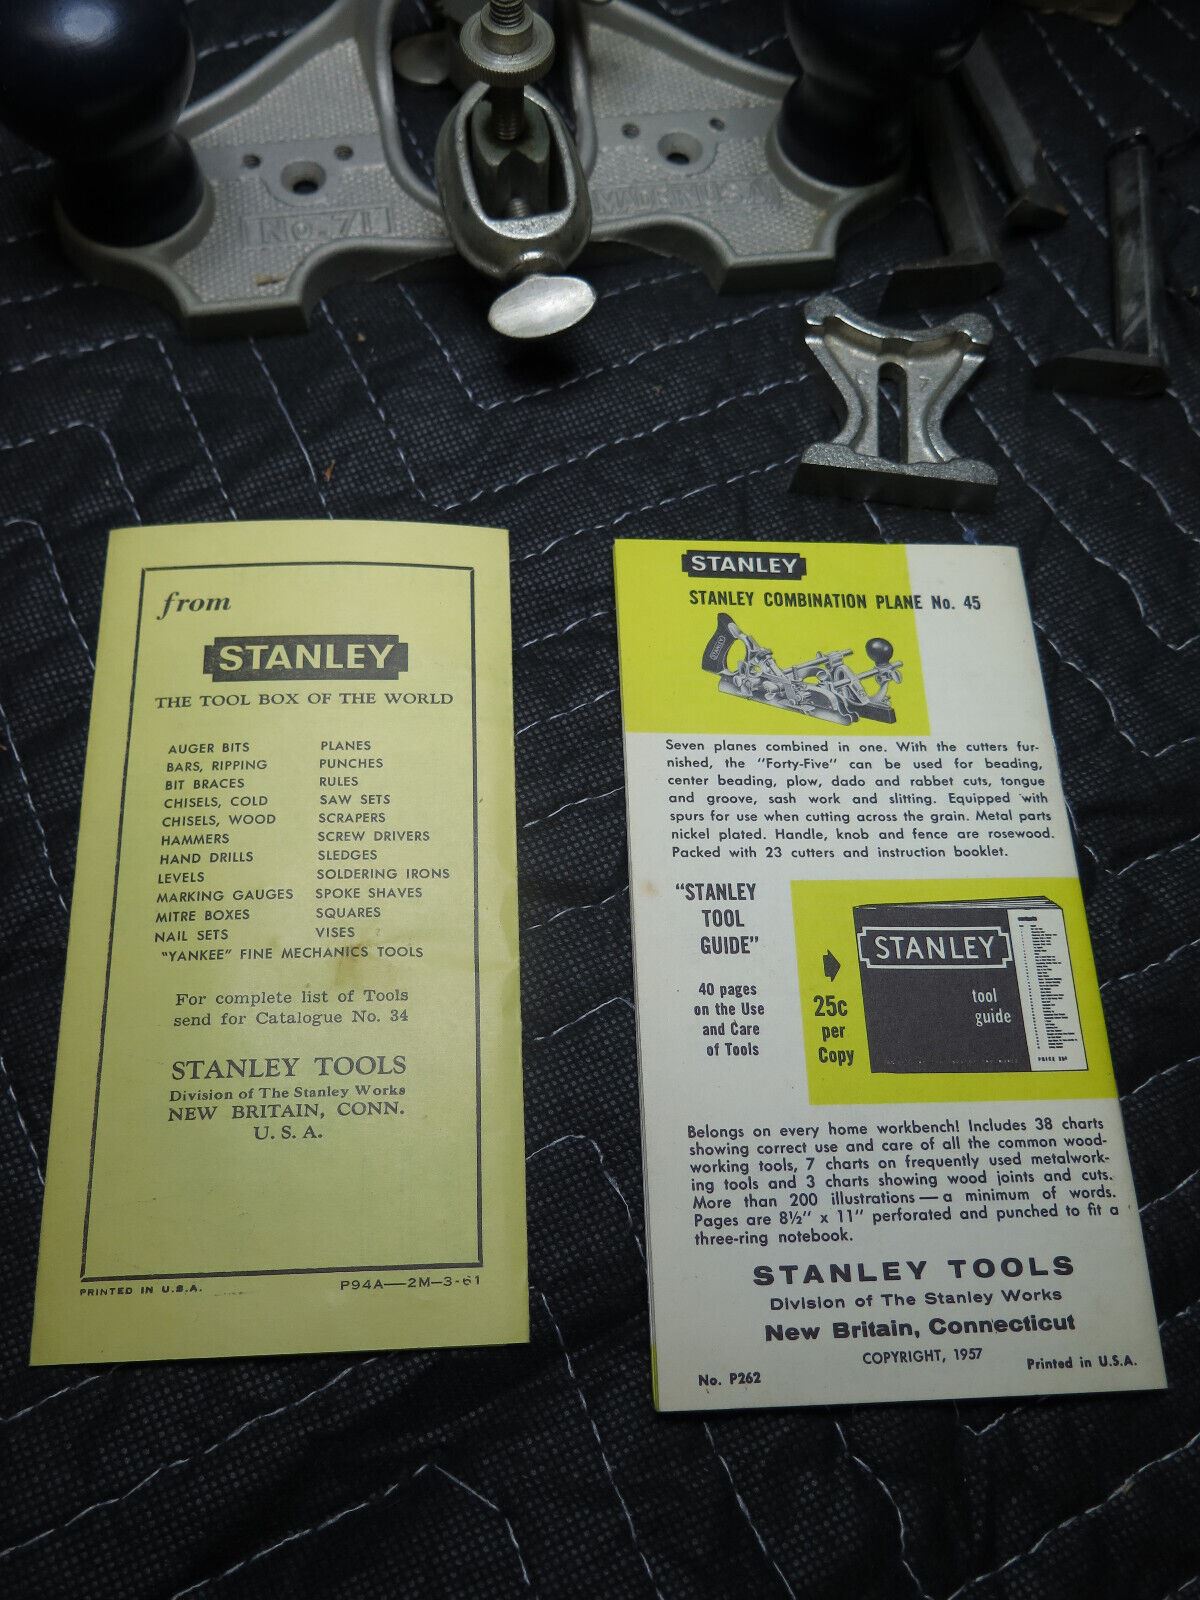 No. 71
MADE IN U.S.A.
from
STANLEY
THE TOOL BOX OF THE WORLD
AUGER BITS
BARS, RIPPING
BIT BRACES
CHISELS, COLD
CHISELS, WOOD
HAMMERS
HAND DRILLS
LEVELS
MARKING GAUGES
MITRE BOXES
NAIL SETS
PLANES
PUNCHES
RULES
SAW SETS
SCRAPERS
SCREW DRIVERS
SLEDGES
SOLDERING IRONS
SPOKE SHAVES
SQUARES
VISES
"YANKEE" FINE MECHANICS TOOLS
For complete list of Tools
send for Catalogue No. 34
STANLEY TOOLS
Division of The Stanley Works
NEW BRITAIN, CONN.
U. S. A.
PRINTED IN U.S.A.
P94A—2M—3-61
STANLEY
STANLEY COMBINATION PLANE No. 45
Seven planes combined in one. With the cutters fur-
nished, the "Forty-Five" can be used for beading,
center beading, plow, dado and rabbet cuts, tongue
and groove, sash work and slitting. Equipped with
spurs for use when cutting across the grain. Metal parts
nickel plated. Handle, knob and fence are rosewood.
Packed with 23 cutters and instruction booklet.
"STANLEY
TOOL
GUIDE"
40 pages
on the Use
and Care
of Tools
25c
per
Copy
STANLEY
tool
guide
Belongs on every home workbench! Includes 38 charts
showing correct use and care of all the common wood-
working tools, 7 charts on frequently used metalwork-
ing tools and 3 charts showing wood joints and cuts.
More than 200 illustrations — a minimum of words.
Pages are 8½" x 11" perforated and punched to fit a
three-ring notebook.
STANLEY TOOLS
Division of The Stanley Works
New Britain, Connecticut
COPYRIGHT, 1957
No. P262
Printed in U.S.A.